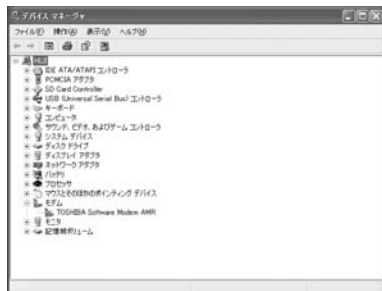 デバイス マネージャ
ファイル(F) 操作(A) 表示(V) ヘルプ(H)
IDE ATA/ATAPI コントローラ
PCMCIA アダプタ
SD Card Controller
USB (Universal Serial Bus) コントローラ
キーボード
コンピュータ
サウンド、ビデオ、およびゲーム コントローラ
システム デバイス
ディスク ドライブ
ディスプレイ アダプタ
ネットワーク アダプタ
バッテリ
プロセッサ
マウスとそのほかのポインティング デバイス
モデム
TOSHIBA Software Modem AMR
モニタ
記憶域ボリューム